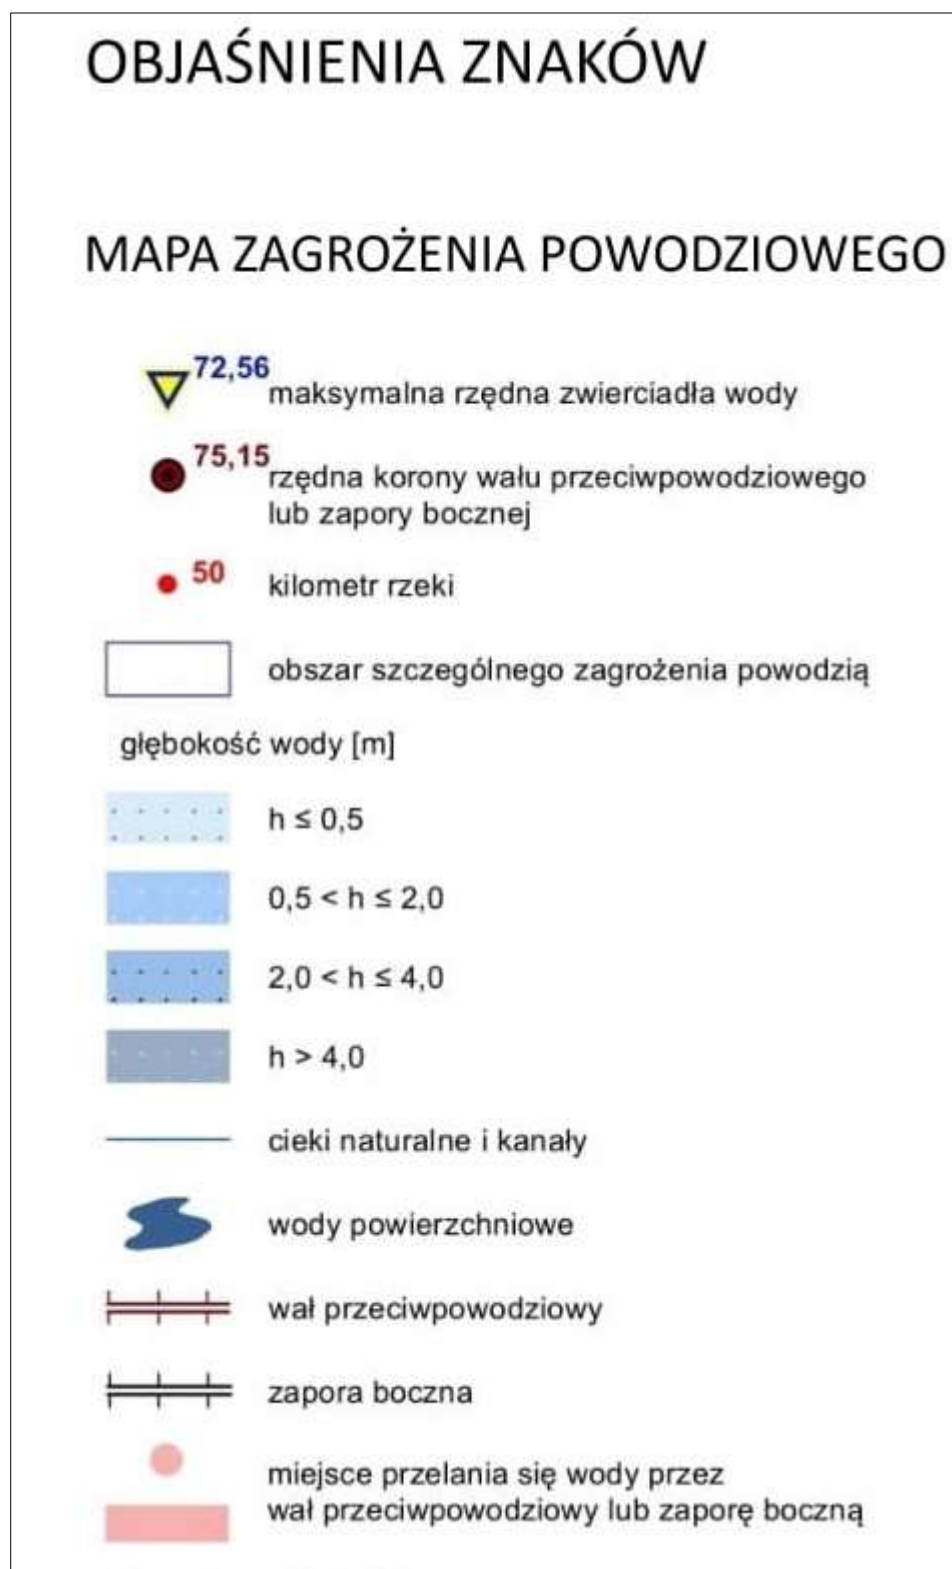 OBJAŚNIENIA ZNAKÓW
MAPA ZAGROŻENIA POWODZIOWEGO
72,56
maksymalna rzędna zwierciadła wody
75,15
rzędna korony wału przeciwpowodziowego
lub zapory bocznej
50
kilometr rzeki
obszar szczególnego zagrożenia powodzią
głębokość wody [m]
h ≤ 0,5
0,5 < h ≤ 2,0
2,0 < h ≤ 4,0
h > 4,0
cieki naturalne i kanały
wody powierzchniowe
wał przeciwpowodziowy
zapora boczna
miejsce przelania się wody przez
wał przeciwpowodziowy lub zaporę boczną